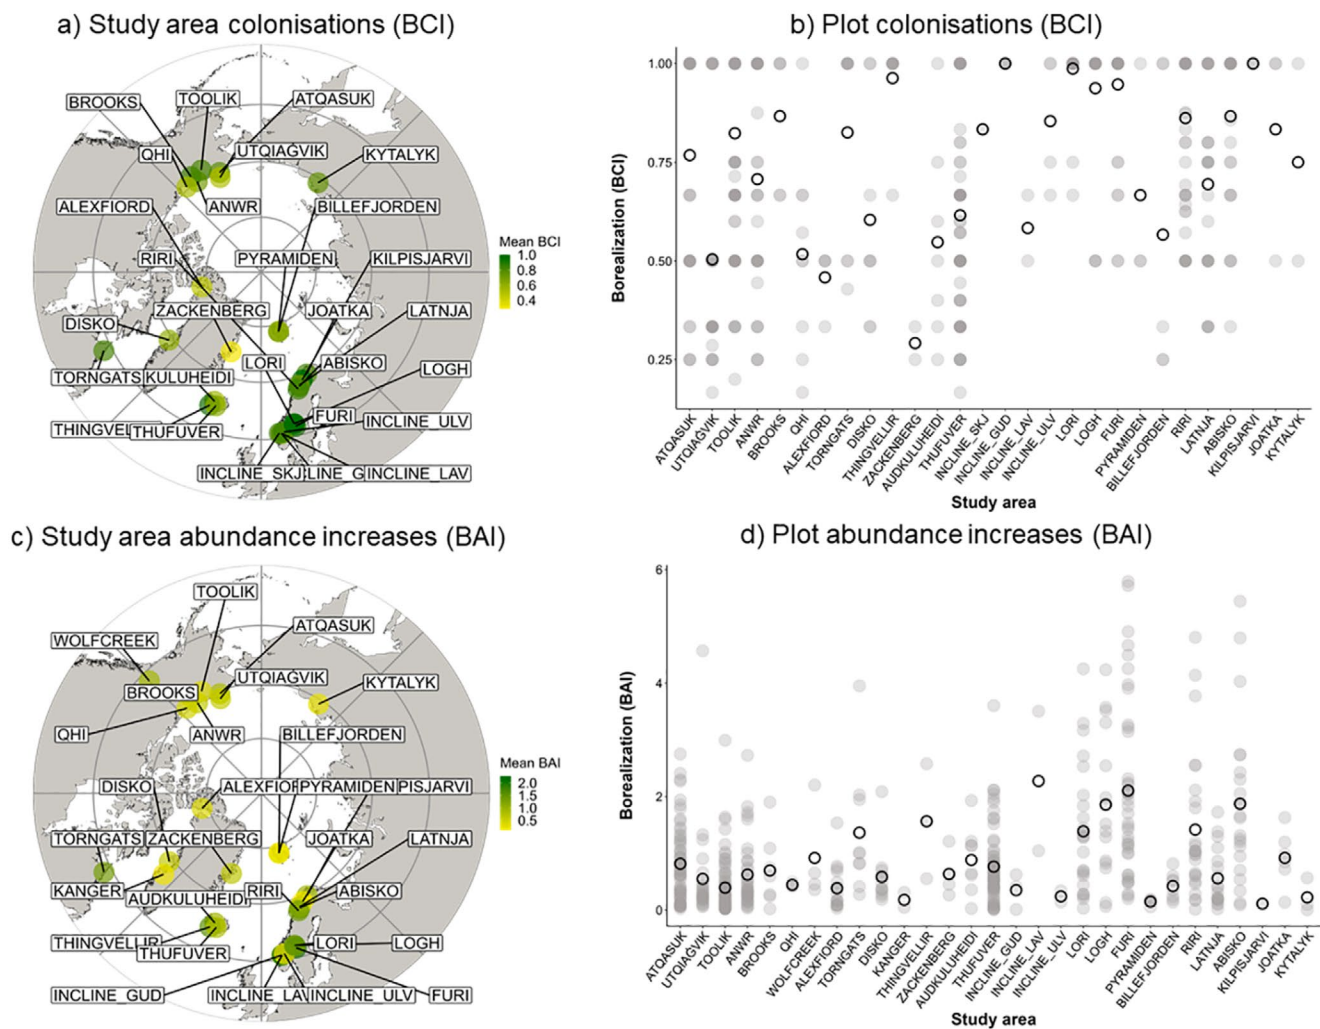 a) Study area colonisations (BCI)
BROOKS
TOOLIK
ATQASUK
QHI
UTQIAĠVIK
KYTALYK
ALEXFIORD
ANWR
BILLEFJORDEN
RIRI
PYRAMIDEN
KILPISJARVI
ZACKENBERG
JOATKA
LATNJA
DISKO
LORI
ABISKO
LOGH
TORNGATS
KULUHEIDI
FURI
INCLINE_ULV
THINGVEL
THUFUVER
INCLINE_SKJ
LINE_G
INCLINE_LAV
Mean BCI
1.0
0.8
0.6
0.4
b) Plot colonisations (BCI)
Borealization (BCI)
1.00
0.75
0.50
0.25
ATQASUK
UTQIAĠVIK
TOOLIK
ANWR
BROOKS
QHI
ALEXFIORD
TORNGATS
DISKO
THINGVELLIR
ZACKENBERG
AUDKULUHEIDI
THUFUVER
INCLINE_SKJ
INCLINE_GUD
INCLINE_LAV
INCLINE_ULV
LORI
LOGH
FURI
PYRAMIDEN
BILLEFJORDEN
RIRI
LATNJA
ABISKO
KILPISJARVI
JOATKA
KYTALYK
Study area
c) Study area abundance increases (BAI)
TOOLIK
WOLFCREEK
ATQASUK
BROOKS
UTQIAĠVIK
KYTALYK
QHI
ANWR
BILLEFJORDEN
DISKO
ALEXFIOR
PYRAMIDEN
PISJARVI
TORNGATS
ZACKENBERG
JOATKA
LATNJA
KANGER
AUDKULUHEIDI
RIRI
ABISKO
THINGVELLIR
THUFUVER
LORI
LOGH
INCLINE_GUD
INCLINE_LA
INCLINE_ULV
FURI
Mean BAI
2.0
1.5
1.0
0.5
d) Plot abundance increases (BAI)
Borealization (BAI)
6
4
2
0
ATQASUK
UTQIAĠVIK
TOOLIK
ANWR
BROOKS
QHI
WOLFCREEK
ALEXFIORD
TORNGATS
DISKO
KANGER
THINGVELLIR
ZACKENBERG
AUDKULUHEIDI
THUFUVER
INCLINE_GUD
INCLINE_LAV
INCLINE_ULV
LORI
LOGH
FURI
PYRAMIDEN
BILLEFJORDEN
RIRI
LATNJA
ABISKO
KILPISJARVI
JOATKA
KYTALYK
Study area